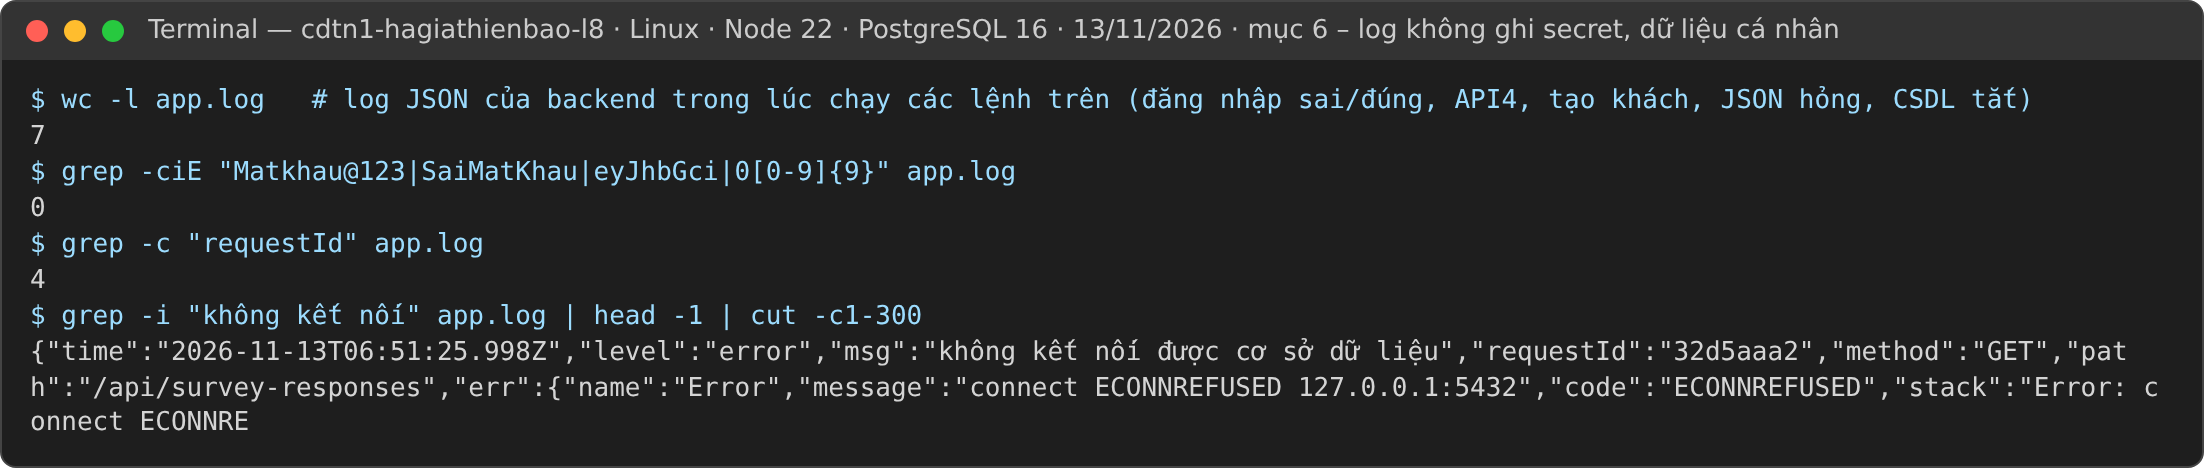 Terminal — cdtn1-hagiathienbao-l8 · Linux · Node 22 · PostgreSQL 16 · 13/11/2026 · mục 6 – log không ghi secret, dữ liệu cá nhân
$ wc -l app.log   # log JSON của backend trong lúc chạy các lệnh trên (đăng nhập sai/đúng, API4, tạo khách, JSON hỏng, CSDL tắt)
7
$ grep -ciE "Matkhau@123|SaiMatKhau|eyJhbGci|0[0-9]{9}" app.log
0
$ grep -c "requestId" app.log
4
$ grep -i "không kết nối" app.log | head -1 | cut -c1-300
{"time":"2026-11-13T06:51:25.998Z","level":"error","msg":"không kết nối được cơ sở dữ liệu","requestId":"32d5aaa2","method":"GET","pat
h":"/api/survey-responses","err":{"name":"Error","message":"connect ECONNREFUSED 127.0.0.1:5432","code":"ECONNREFUSED","stack":"Error: c
onnect ECONNRE